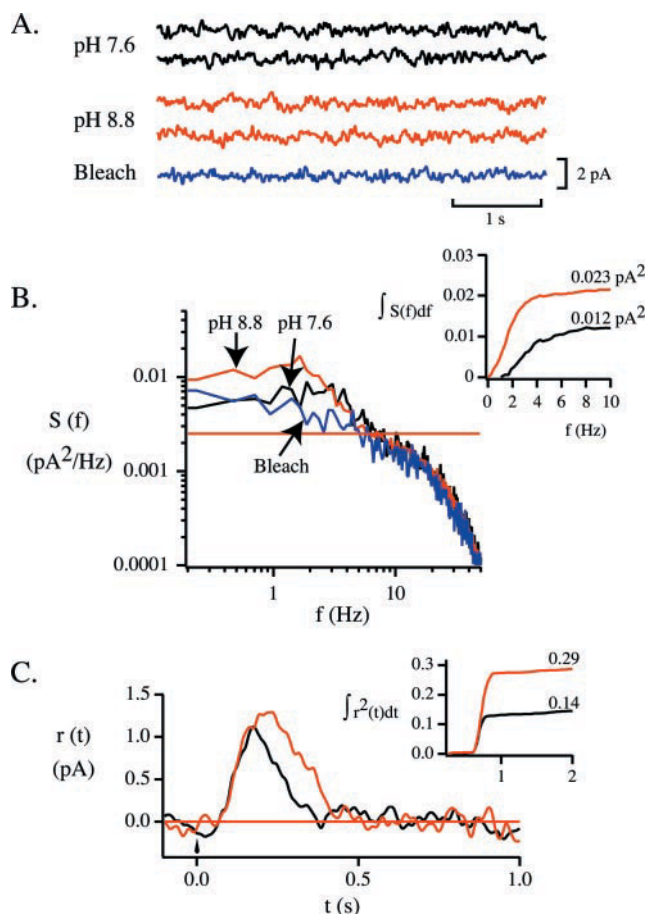 A.
pH 7.6
pH 8.8
Bleach
2 pA
1 s
B.
pH 8.8
pH 7.6
0.01
S (f)
(pA²/Hz)
0.001
Bleach
0.0001
1
10
f (Hz)
0.03
0.023 pA²
∫ S(f)df
0.02
0.012 pA²
0.01
0
0 2 4 6 8 10
f (Hz)
C.
1.5
r (t)
(pA)
1.0
0.5
0.0
0.0 0.5 1.0
t (s)
0.3
0.29
∫ r²(t)dt
0.2
0.14
0.1
0.0
1 2